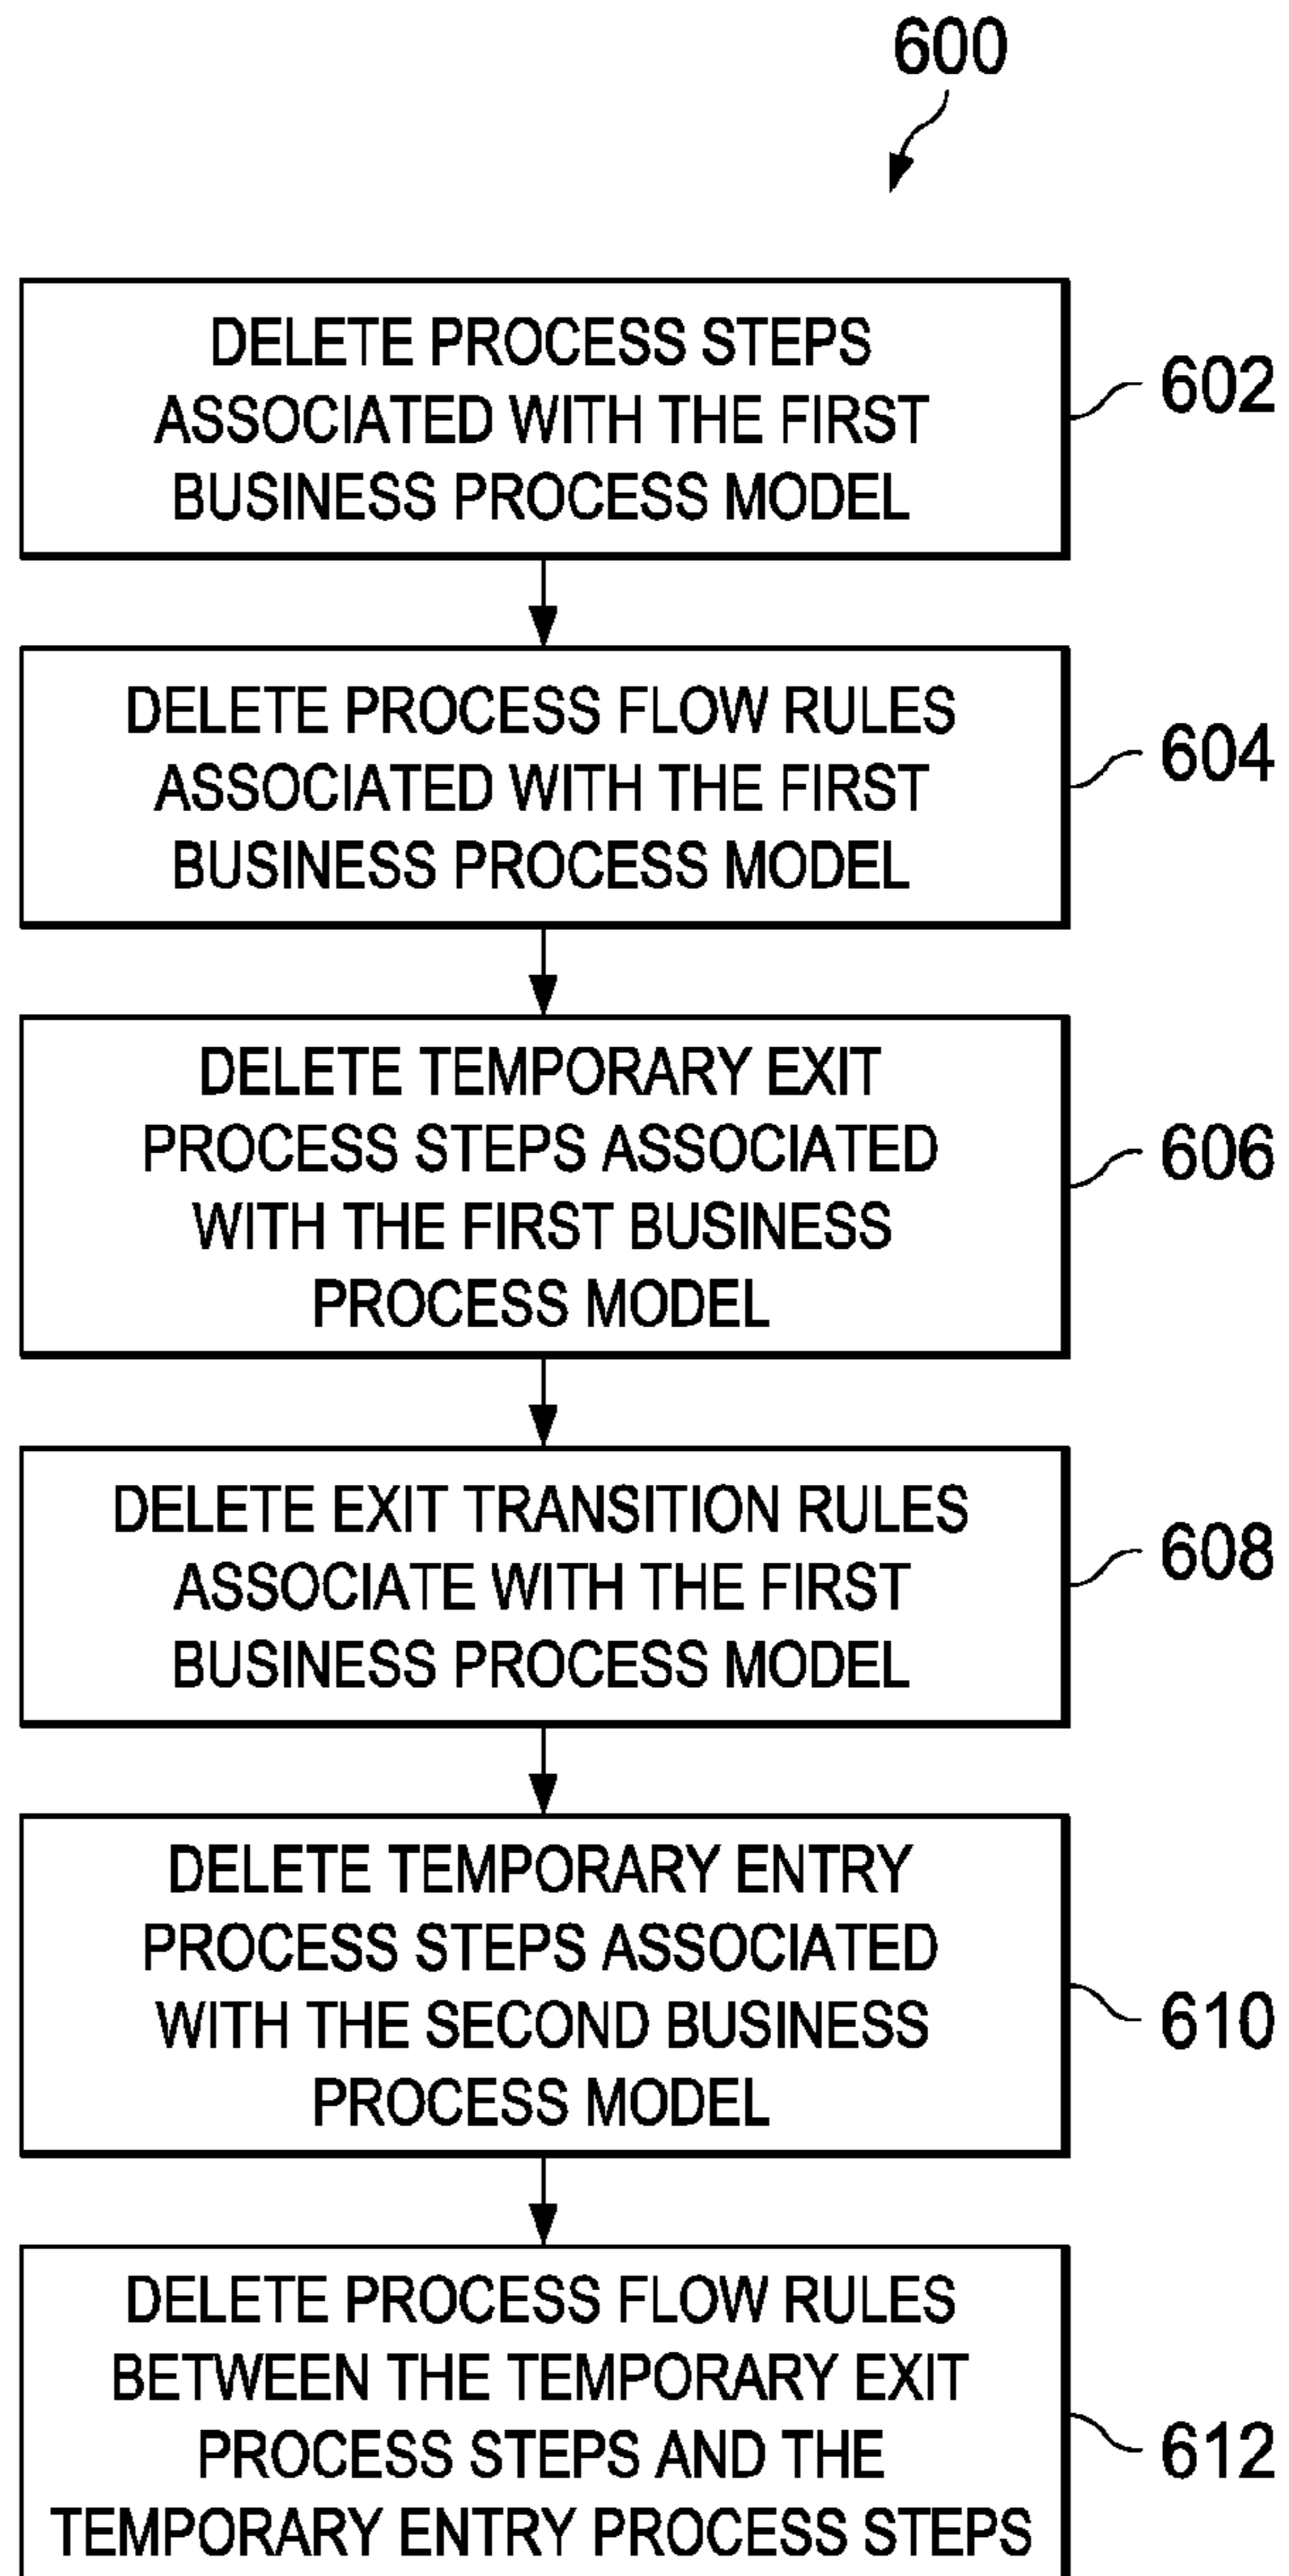 600
DELETE PROCESS STEPS
ASSOCIATED WITH THE FIRST
BUSINESS PROCESS MODEL
602
DELETE PROCESS FLOW RULES
ASSOCIATED WITH THE FIRST
BUSINESS PROCESS MODEL
604
DELETE TEMPORARY EXIT
PROCESS STEPS ASSOCIATED
WITH THE FIRST BUSINESS
PROCESS MODEL
606
DELETE EXIT TRANSITION RULES
ASSOCIATE WITH THE FIRST
BUSINESS PROCESS MODEL
608
DELETE TEMPORARY ENTRY
PROCESS STEPS ASSOCIATED
WITH THE SECOND BUSINESS
PROCESS MODEL
610
DELETE PROCESS FLOW RULES
BETWEEN THE TEMPORARY EXIT
PROCESS STEPS AND THE
TEMPORARY ENTRY PROCESS STEPS
612